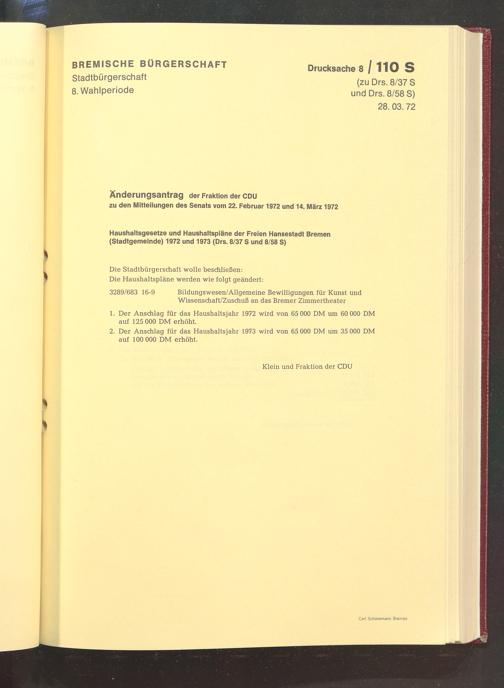 BREMISCHE BÜRGERSCHAFT
Stadtbürgerschaft
8. Wahlperiode
Drucksache 8 / 110 S
(zu Drs. 8/37 S
und Drs. 8/58 S)
28. 03. 72
Änderungsantrag der Fraktion der CDU
zu den Mitteilungen des Senats vom 22. Februar 1972 und 14. März 1972
Haushaltsgesetze und Haushaltspläne der Freien Hansestadt Bremen
(Stadtgemeinde) 1972 und 1973 (Drs. 8/37 S und 8/58 S)
Die Stadtbürgerschaft wolle beschließen:
Die Haushaltspläne werden wie folgt geändert:
3289/683 16-9 Bildungswesen/Allgemeine Bewilligungen für Kunst und
Wissenschaft/Zuschuß an das Bremer Zimmertheater
1. Der Anschlag für das Haushaltsjahr 1972 wird von 65 000 DM um 60 000 DM
auf 125 000 DM erhöht.
2. Der Anschlag für das Haushaltsjahr 1973 wird von 65 000 DM um 35 000 DM
auf 100 000 DM erhöht.
Klein und Fraktion der CDU
Carl Schünemann Bremen